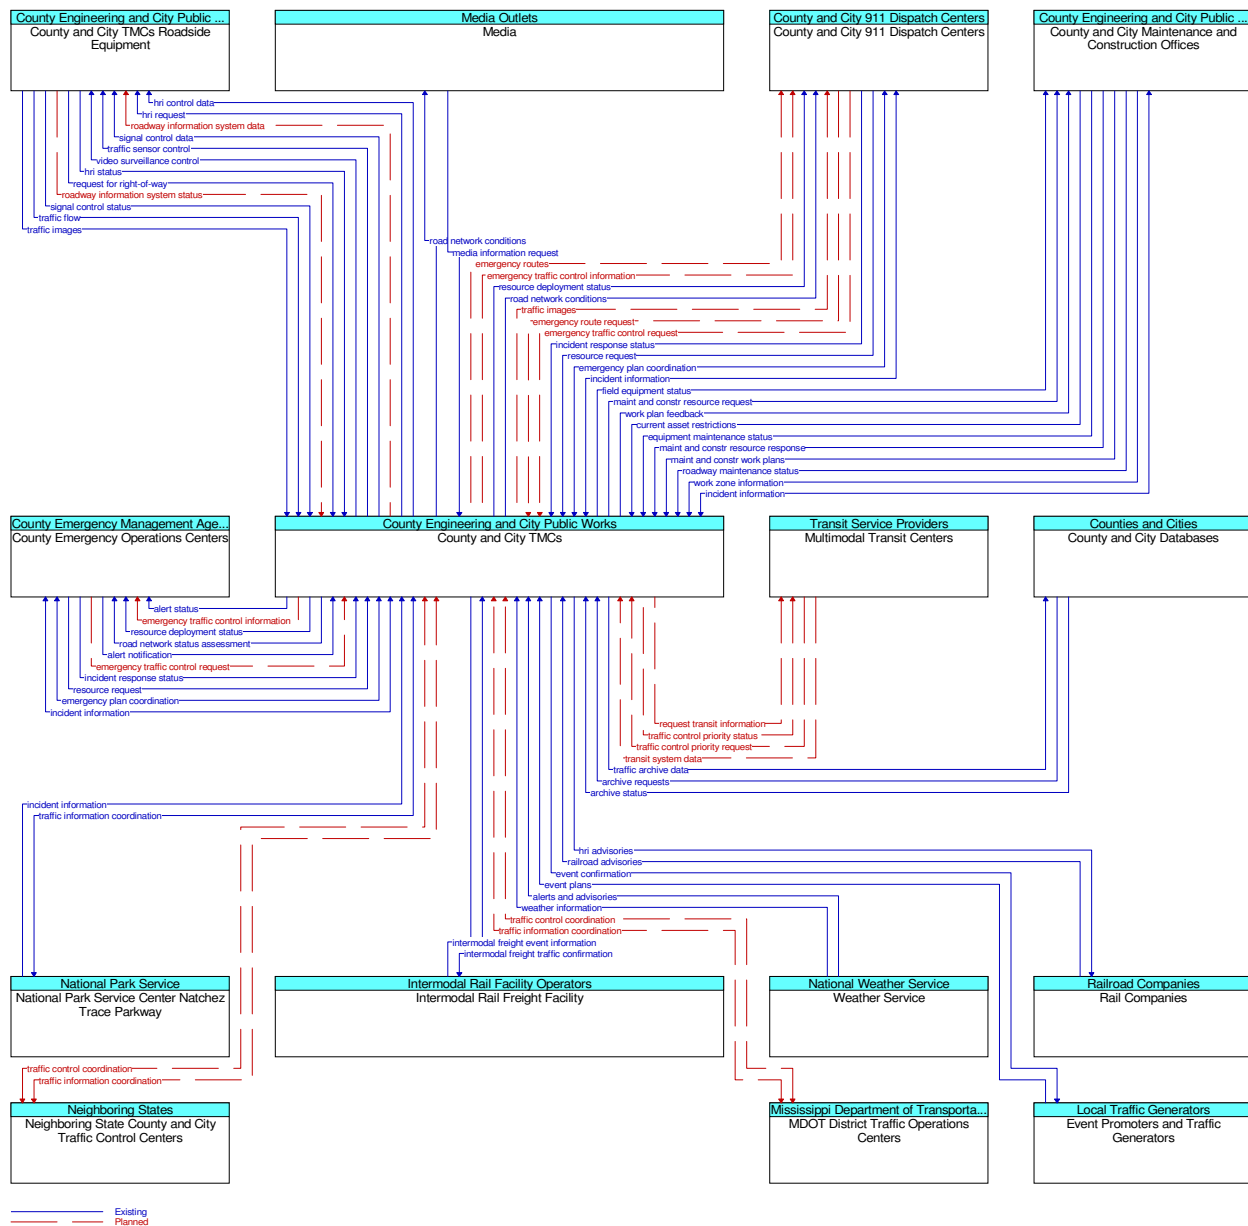 County Engineering and City Public ...
County and City TMCs Roadside
Equipment
Media Outlets
Media
County and City 911 Dispatch Centers
County and City 911 Dispatch Centers
County Engineering and City Public ...
County and City Maintenance and
Construction Offices
hri control data
hri request
roadway information system data
signal control data
traffic sensor control
video surveillance control
hri status
request for right-of-way
roadway information system status
signal control status
traffic flow
traffic images
road network conditions
media information request
emergency routes
emergency traffic control information
resource deployment status
road network conditions
traffic images
emergency route request
emergency traffic control request
incident response status
resource request
emergency plan coordination
incident information
field equipment status
maint and constr resource request
work plan feedback
current asset restrictions
equipment maintenance status
maint and constr resource response
maint and constr work plans
roadway maintenance status
work zone information
incident information
County Emergency Management Age...
County Emergency Operations Centers
County Engineering and City Public Works
County and City TMCs
Transit Service Providers
Multimodal Transit Centers
Counties and Cities
County and City Databases
alert status
emergency traffic control information
resource deployment status
road network status assessment
alert notification
emergency traffic control request
incident response status
resource request
emergency plan coordination
incident information
request transit information
traffic control priority status
traffic control priority request
transit system data
traffic archive data
archive requests
archive status
incident information
traffic information coordination
hri advisories
railroad advisories
event confirmation
event plans
alerts and advisories
weather information
traffic control coordination
traffic information coordination
intermodal freight event information
intermodal freight traffic confirmation
National Park Service
National Park Service Center Natchez
Trace Parkway
Intermodal Rail Facility Operators
Intermodal Rail Freight Facility
National Weather Service
Weather Service
Railroad Companies
Rail Companies
traffic control coordination
traffic information coordination
Neighboring States
Neighboring State County and City
Traffic Control Centers
Mississippi Department of Transporta...
MDOT District Traffic Operations
Centers
Local Traffic Generators
Event Promoters and Traffic
Generators
Existing
Planned